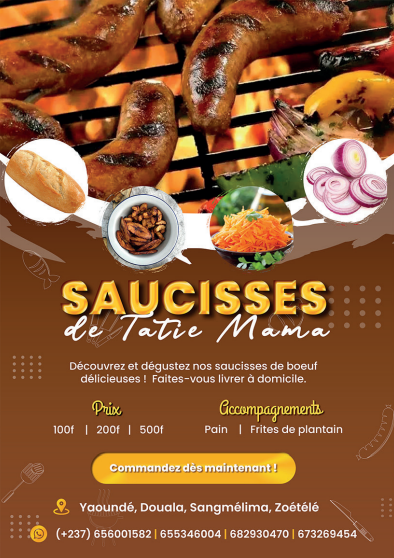 SAUCISSES
de Tatie Mama
Découvrez et dégustez nos saucisses de boeuf
délicieuses ! Faites-vous livrer à domicile.
Prix
100f | 200f | 500f
Accompagnements
Pain | Frites de plantain
Commandez dès maintenant !
Yaoundé, Douala, Sangmélima, Zoétélé
(+237) 656001582 | 655346004 | 682930470 | 673269454